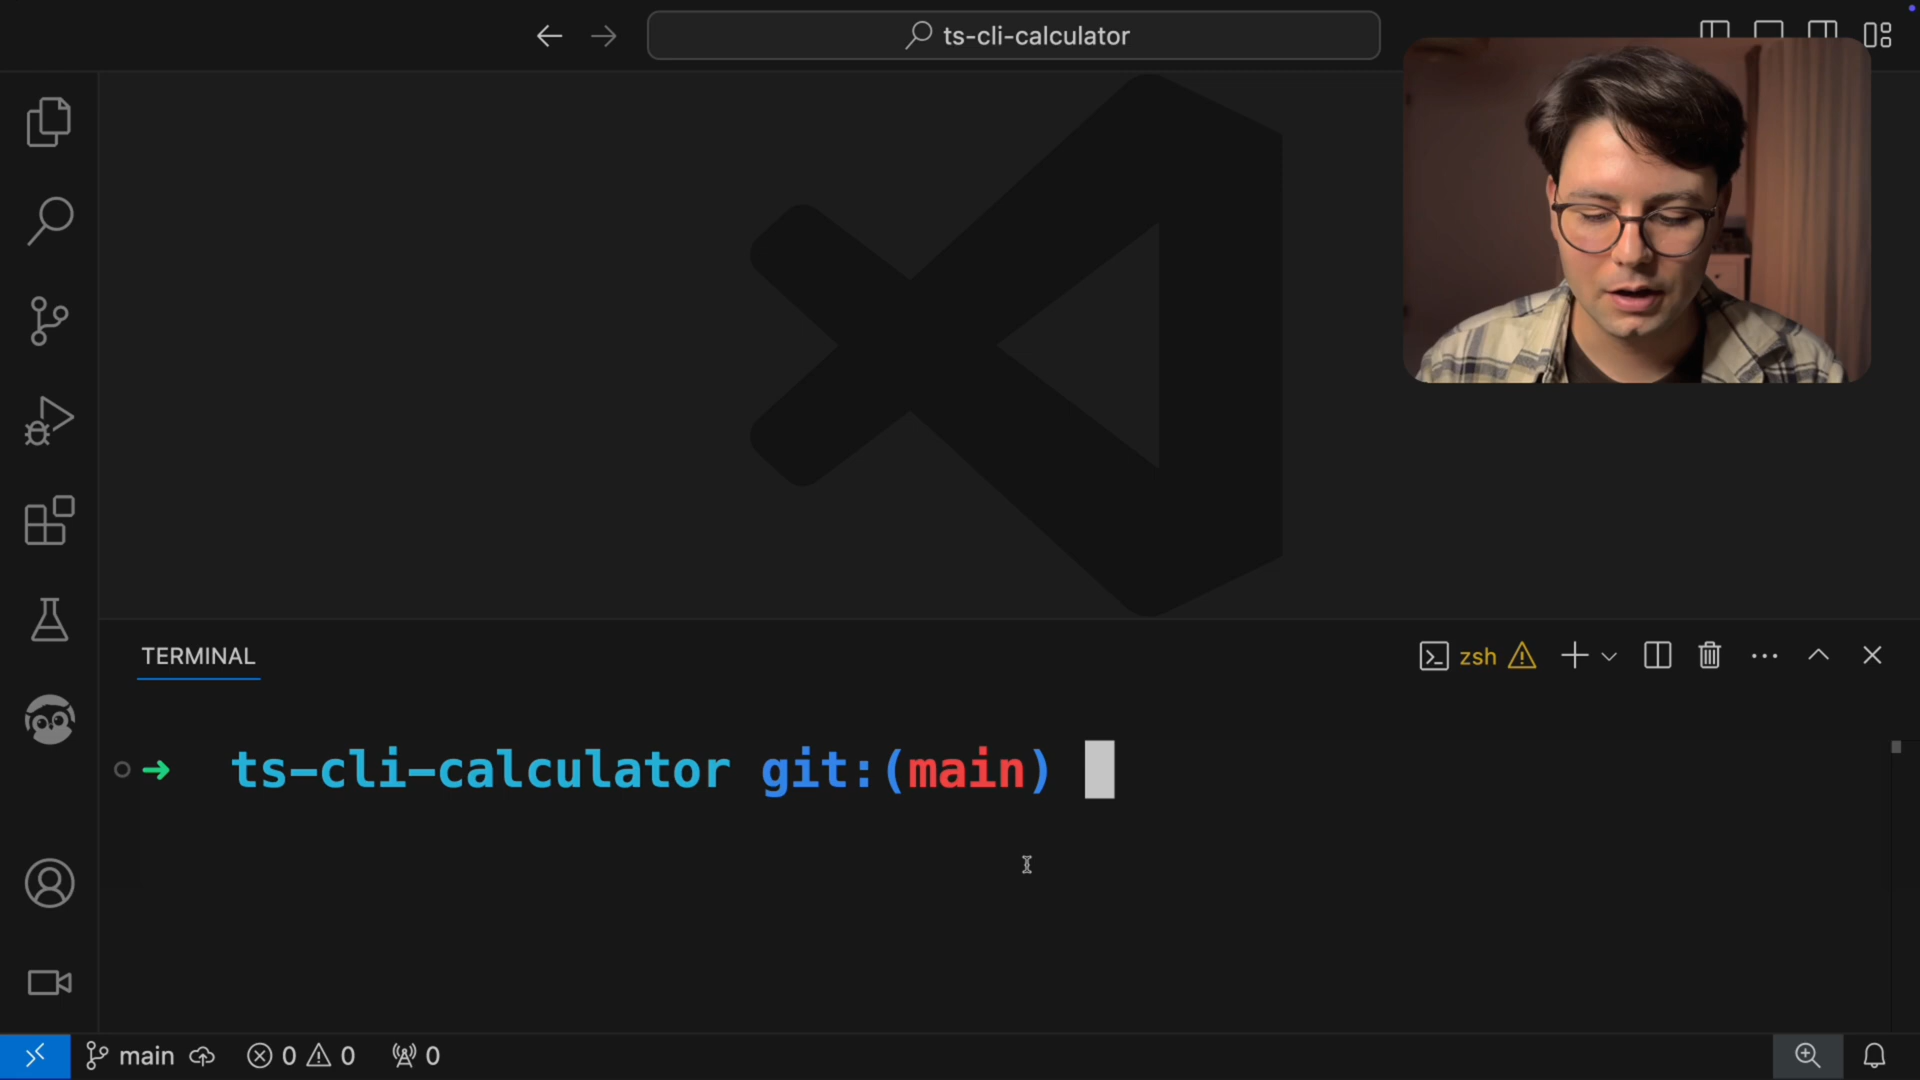 ts-cli-calculator
TERMINAL
zsh
ts-cli-calculator git:(main)
main 0 0 0